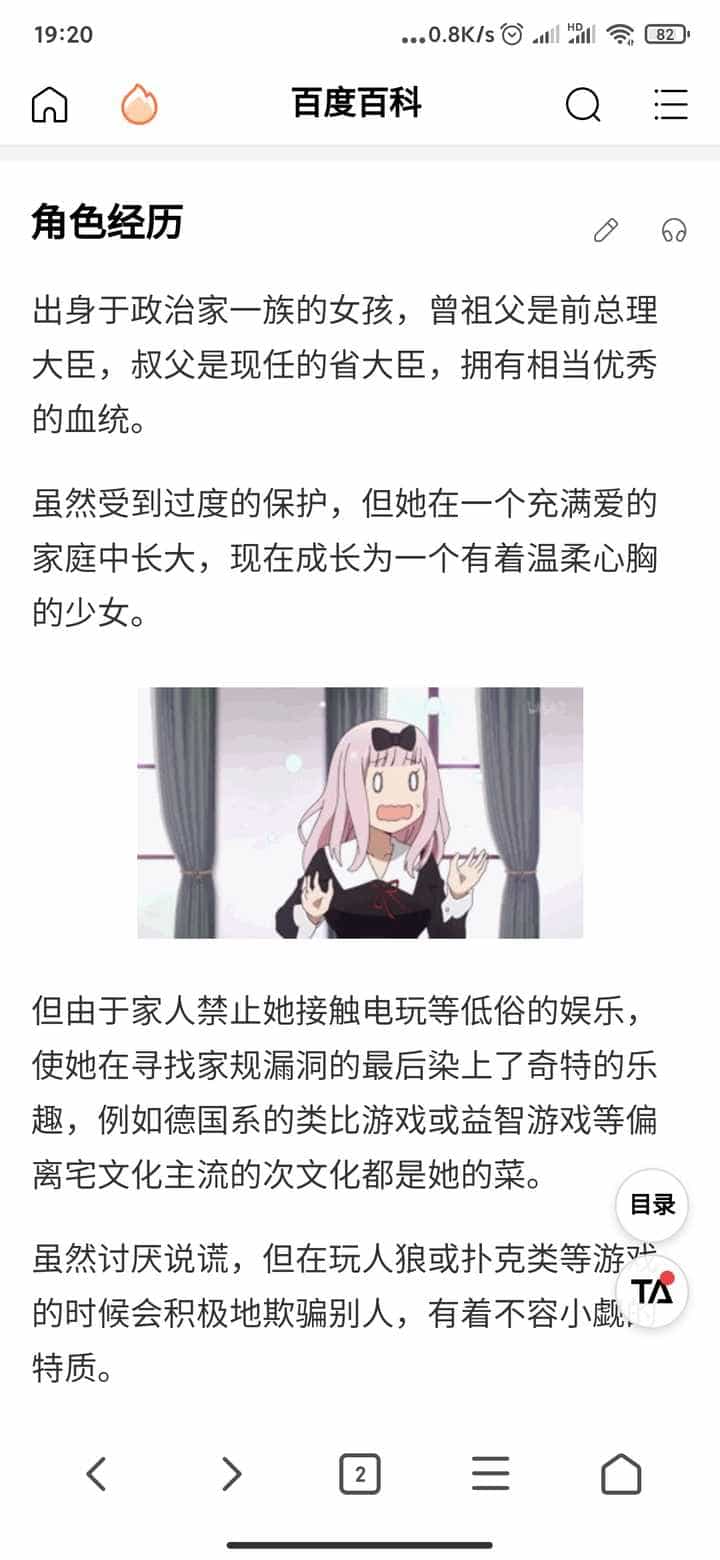 19:20
...0.8K/s
HD
82
百度百科
角色经历
出身于政治家一族的女孩，曾祖父是前总理
大臣，叔父是现任的省大臣，拥有相当优秀
的血统。
虽然受到过度的保护，但她在一个充满爱的
家庭中长大，现在成长为一个有着温柔心胸
的少女。
但由于家人禁止她接触电玩等低俗的娱乐，
使她在寻找家规漏洞的最后染上了奇特的乐
趣，例如德国系的类比游戏或益智游戏等偏
离宅文化主流的次文化都是她的菜。
目录
虽然讨厌说谎，但在玩人狼或扑克类等游戏
TA
的时候会积极地欺骗别人，有着不容小觑的
特质。
2